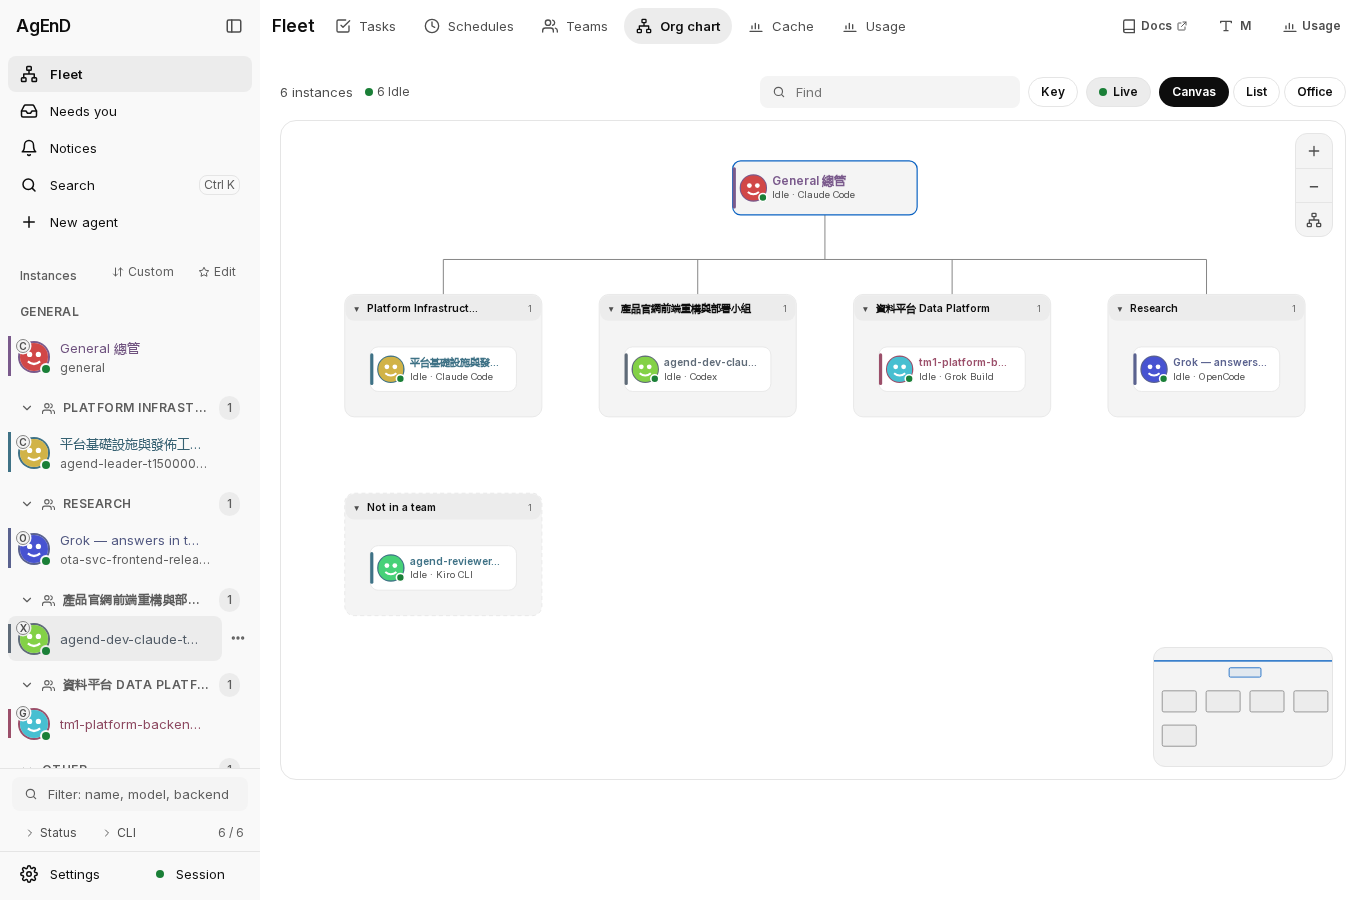 AgEnD
Fleet
Needs you
Notices
Search
Ctrl K
New agent
Instances
Custom
Edit
GENERAL
C
General 總管
general
PLATFORM INFRAST...
1
C
平台基礎設施與發佈工...
agend-leader-t150000...
RESEARCH
1
O
Grok — answers in t...
ota-svc-frontend-relea...
產品官網前端重構與部...
1
X
agend-dev-claude-t...
資料平台 DATA PLATF...
1
G
tm1-platform-backen...
OTHER
1
Filter: name, model, backend
Status
CLI
6 / 6
Settings
Session
Fleet
Tasks
Schedules
Teams
Org chart
Cache
Usage
Docs
M
Usage
6 instances
6 Idle
Find
Key
Live
Canvas
List
Office
General 總管
Idle · Claude Code
Platform Infrastruct...
1
平台基礎設施與發...
Idle · Claude Code
產品官網前端重構與部署小組
1
agend-dev-clau...
Idle · Codex
資料平台 Data Platform
1
tm1-platform-b...
Idle · Grok Build
Research
1
Grok — answers...
Idle · OpenCode
Not in a team
1
agend-reviewer...
Idle · Kiro CLI